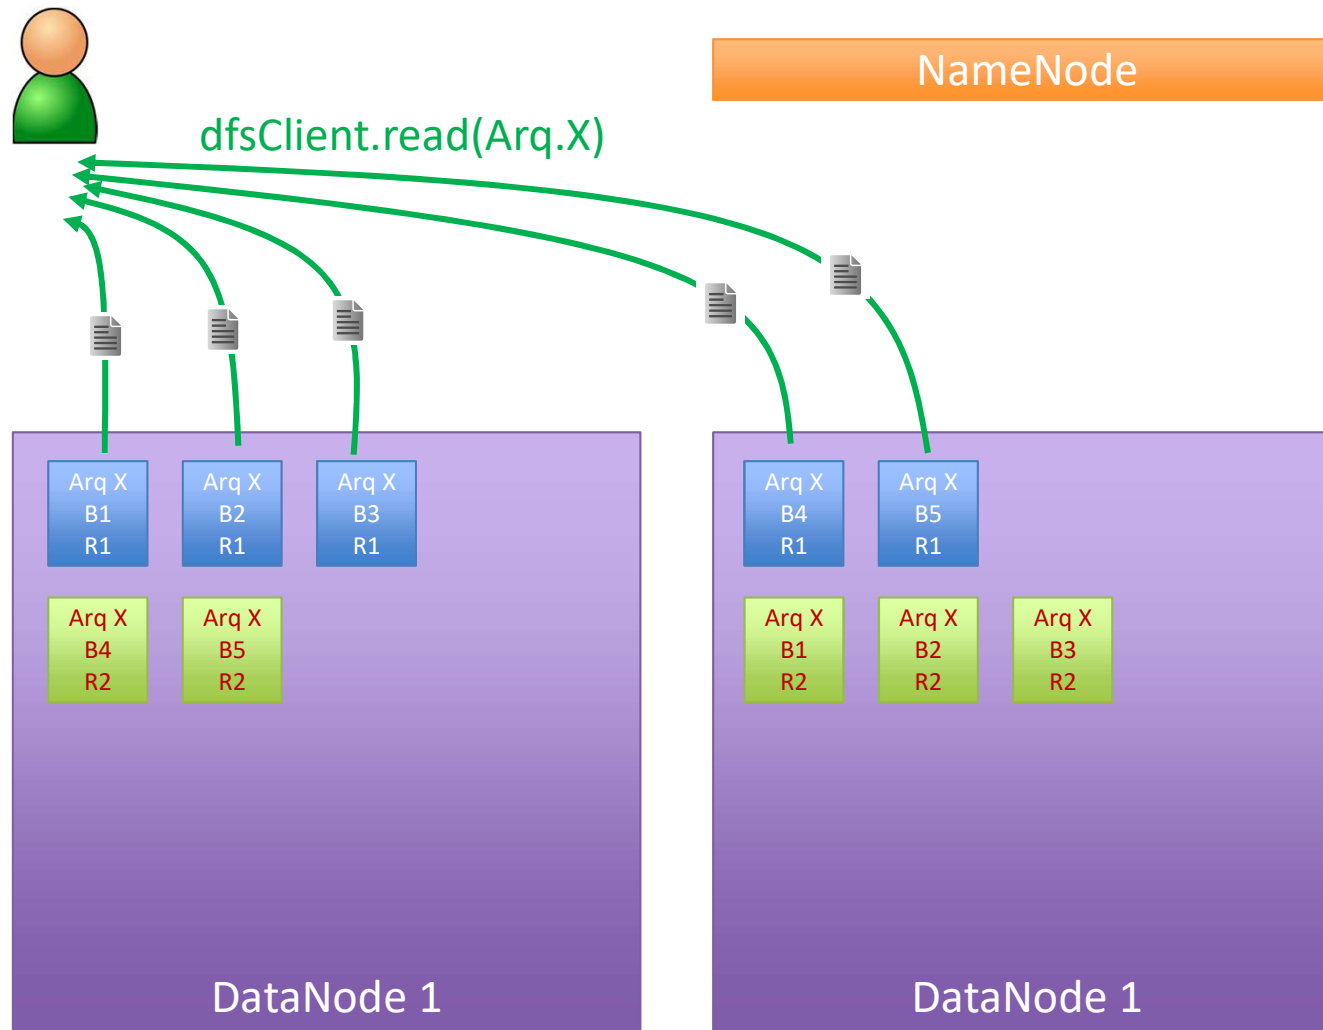 NameNode
dfsClient.read(Arq.X)
Arq X
B1
R1
Arq X
B2
R1
Arq X
B3
R1
Arq X
B4
R2
Arq X
B5
R2
DataNode 1
Arq X
B4
R1
Arq X
B5
R1
Arq X
B1
R2
Arq X
B2
R2
Arq X
B3
R2
DataNode 1